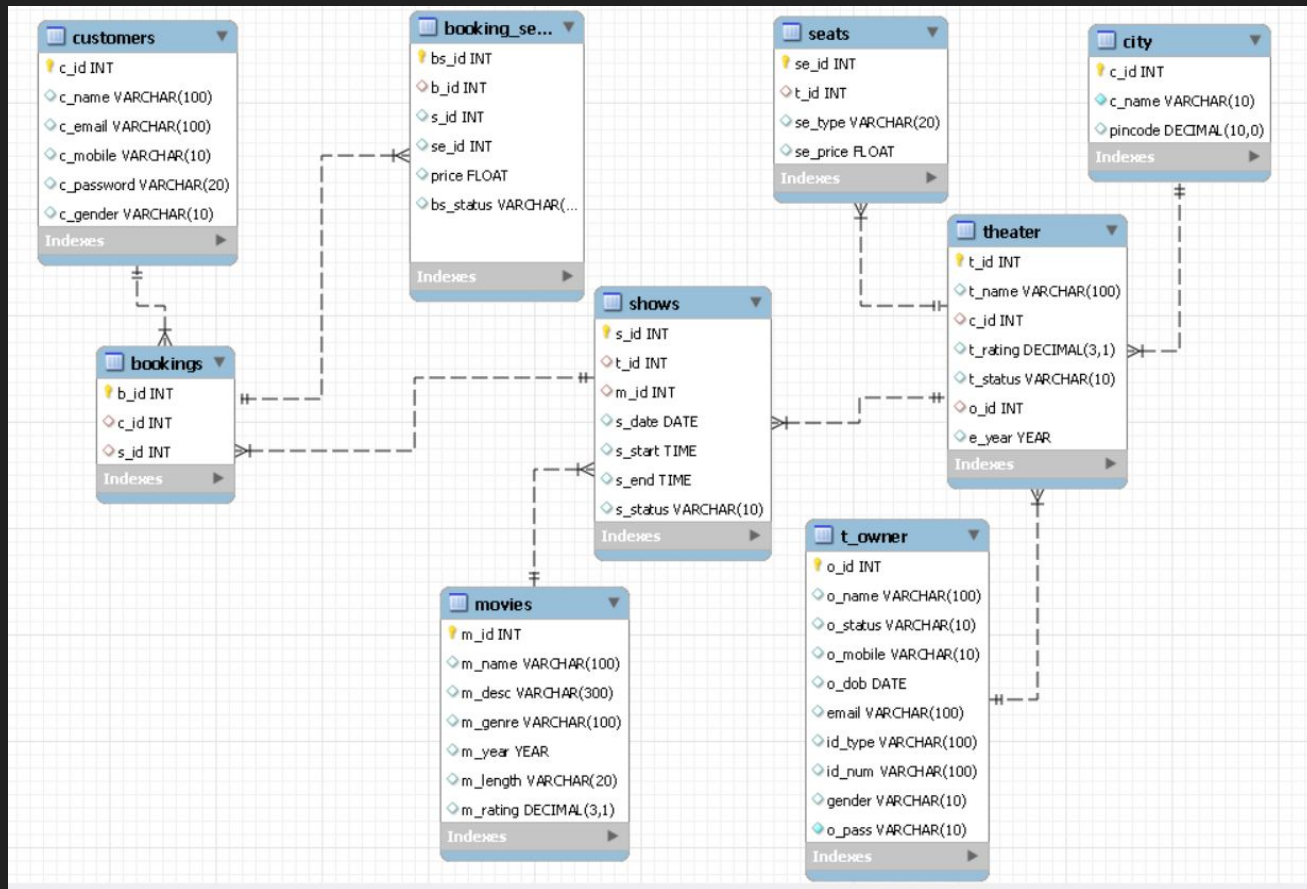 customers
c_id INT
c_name VARCHAR(100)
c_email VARCHAR(100)
c_mobile VARCHAR(10)
c_password VARCHAR(20)
c_gender VARCHAR(10)
Indexes
booking_se...
bs_id INT
b_id INT
s_id INT
se_id INT
price FLOAT
bs_status VARCHAR(...
Indexes
seats
se_id INT
t_id INT
se_type VARCHAR(20)
se_price FLOAT
Indexes
city
c_id INT
c_name VARCHAR(10)
pincode DECIMAL(10,0)
Indexes
theater
t_id INT
t_name VARCHAR(100)
c_id INT
t_rating DECIMAL(3,1)
t_status VARCHAR(10)
o_id INT
e_year YEAR
Indexes
shows
s_id INT
t_id INT
m_id INT
s_date DATE
s_start TIME
s_end TIME
s_status VARCHAR(10)
Indexes
bookings
b_id INT
c_id INT
s_id INT
Indexes
t_owner
o_id INT
o_name VARCHAR(100)
o_status VARCHAR(10)
o_mobile VARCHAR(10)
o_dob DATE
email VARCHAR(100)
id_type VARCHAR(100)
id_num VARCHAR(100)
gender VARCHAR(10)
o_pass VARCHAR(10)
Indexes
movies
m_id INT
m_name VARCHAR(100)
m_desc VARCHAR(300)
m_genre VARCHAR(100)
m_year YEAR
m_length VARCHAR(20)
m_rating DECIMAL(3,1)
Indexes